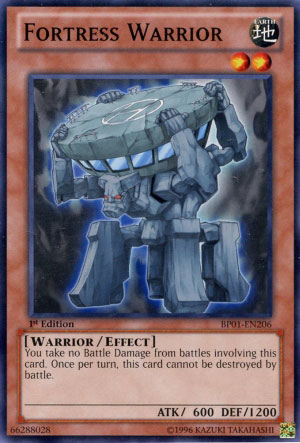 FORTRESS WARRIOR
EARTH
地
1st Edition
BP01-EN206
[WARRIOR/EFFECT]
You take no Battle Damage from battles involving this
card. Once per turn, this card cannot be destroyed by
battle.
ATK/ 600 DEF/1200
66288028
©1996 KAZUKI TAKAHASHI